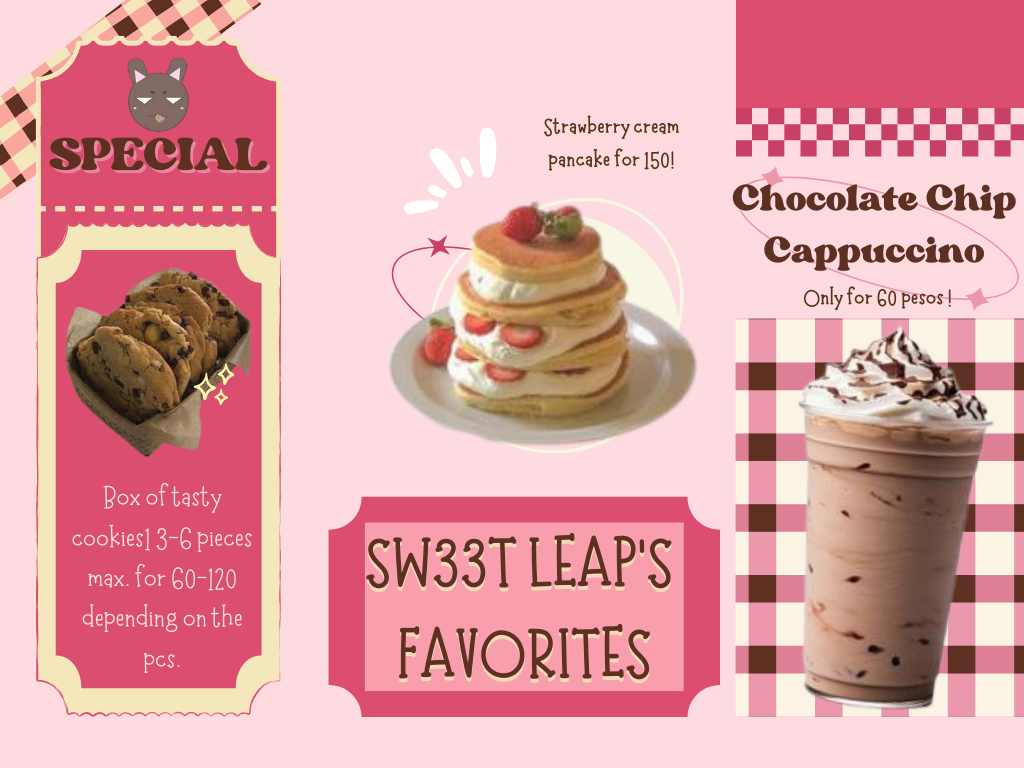 SPECIAL
Box of tasty
cookies1 3-6 pieces
max. for 60-120
depending on the
pcs.
Strawberry cream
pancake for 150!
SW33T LEAP'S
FAVORITES
Chocolate Chip
Cappuccino
Only for 60 pesos !